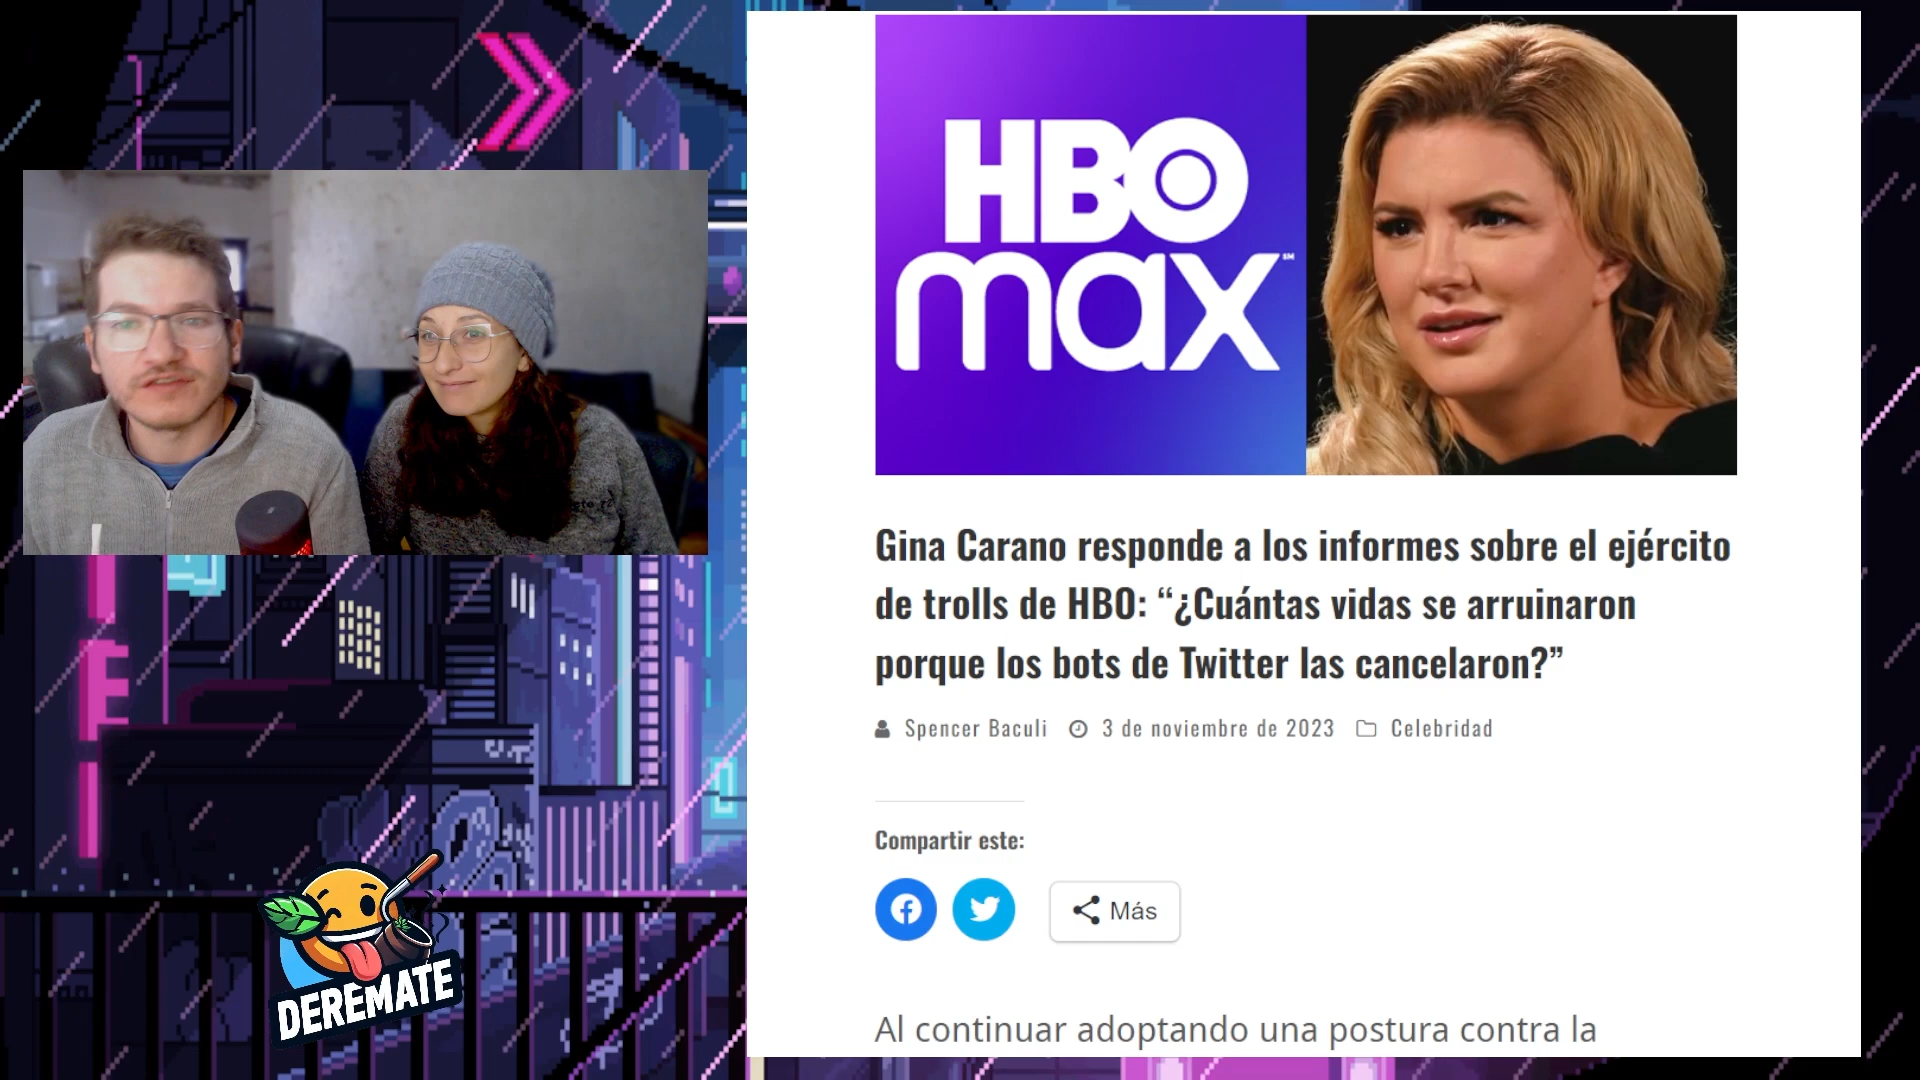 HBO
max
SM
Gina Carano responde a los informes sobre el ejército
de trolls de HBO: “¿Cuántas vidas se arruinaron
porque los bots de Twitter las cancelaron?”
Spencer Baculi 3 de noviembre de 2023 Celebridad
Compartir este:
Más
Al continuar adoptando una postura contra la
DEREMATE